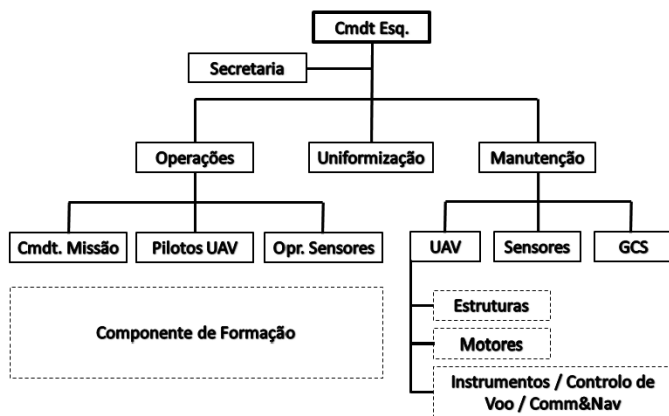 Cmdt Esq.
Secretaria
Operações
Uniformização
Manutenção
Cmdt. Missão
Pilotos UAV
Opr. Sensores
UAV
Sensores
GCS
Componente de Formação
Estruturas
Motores
Instrumentos / Controlo de
Voo / Comm&Nav